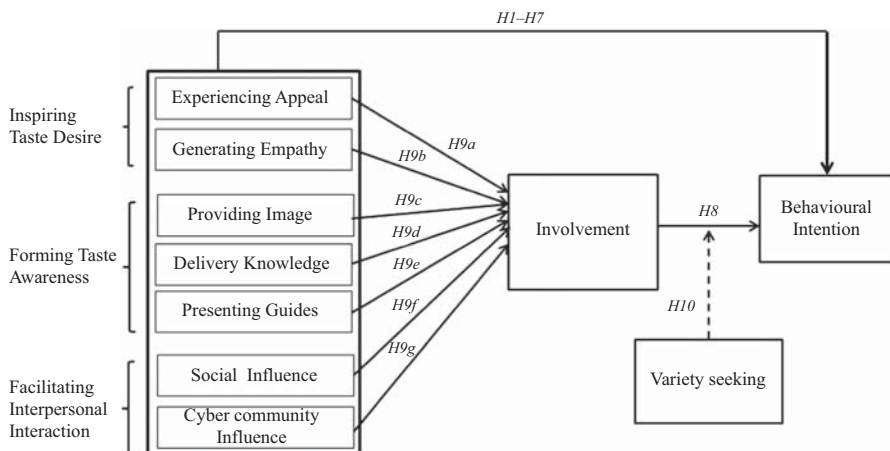 H1–H7
Inspiring
Taste Desire
Experiencing Appeal
Generating Empathy
H9a
H9b
Forming Taste
Awareness
Providing Image
Delivery Knowledge
Presenting Guides
H9c
H9d
H9e
H9f
H9g
Facilitating
Interpersonal
Interaction
Social Influence
Cyber community
Influence
Involvement
H8
Behavioural
Intention
H10
Variety seeking